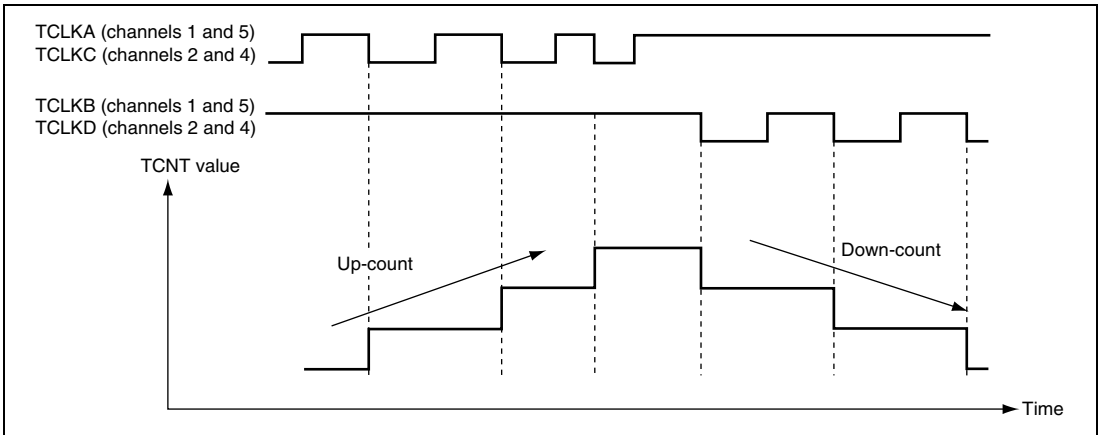 TCLKA (channels 1 and 5)
TCLKC (channels 2 and 4)
TCLKB (channels 1 and 5)
TCLKD (channels 2 and 4)
TCNT value
Up-count
Down-count
Time